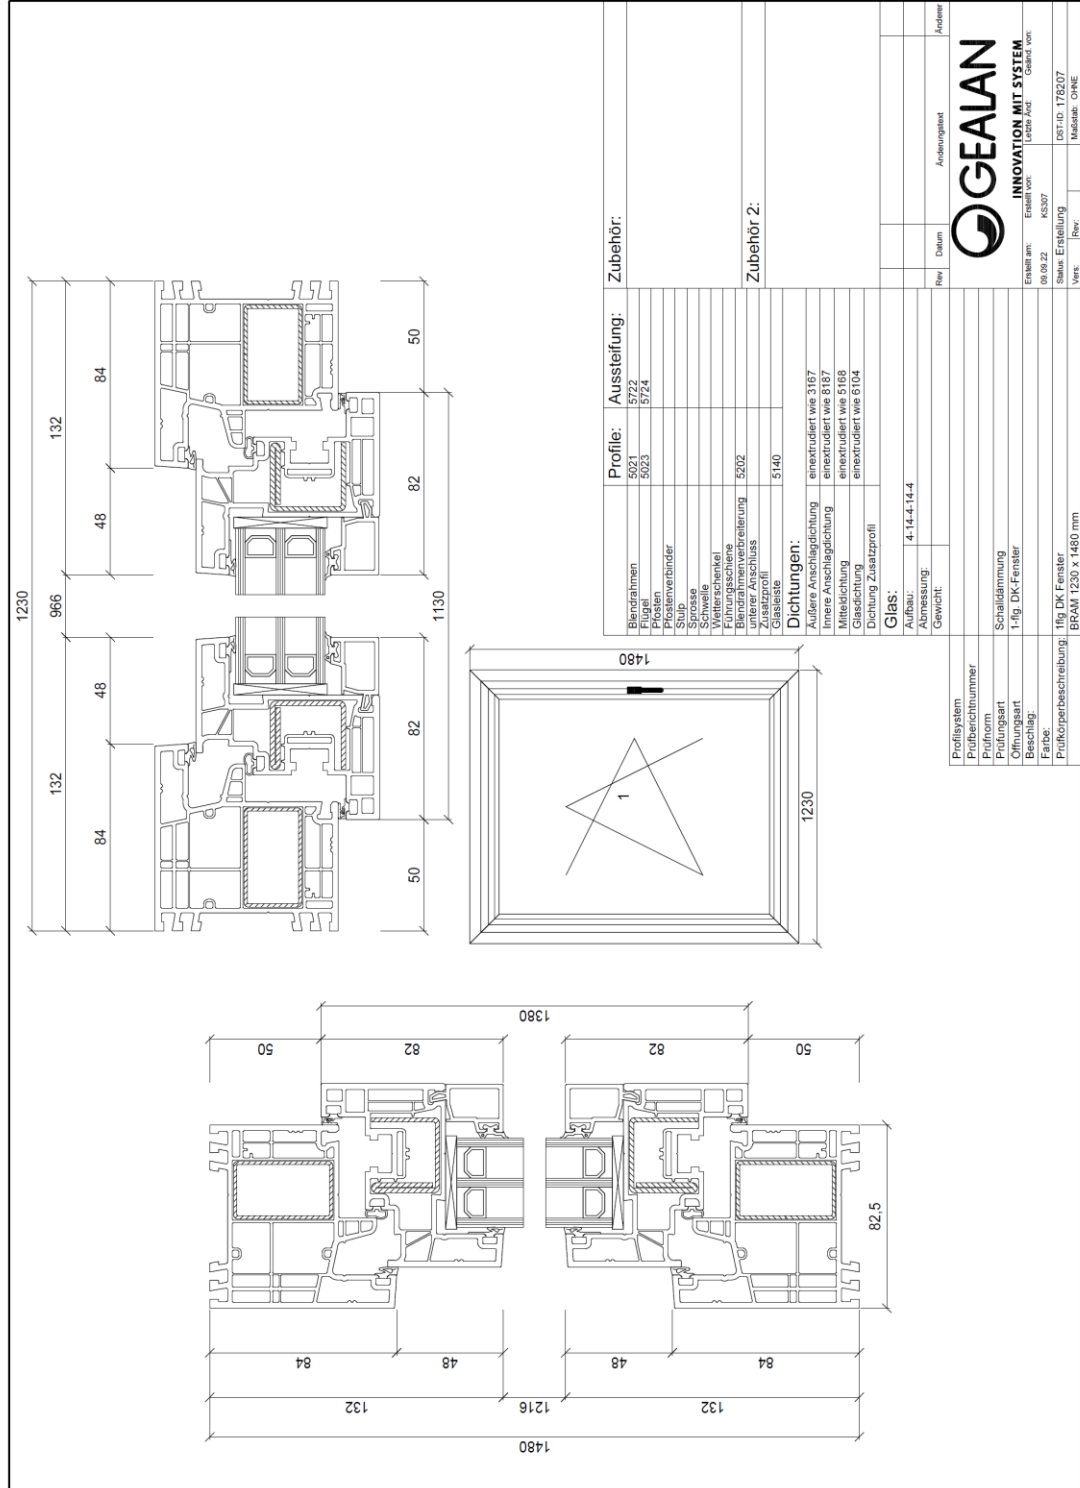 1230
132
966
132
84
48
48
84
50
82
82
50
1130
1380
50
82
82
50
82,5
84
48
48
84
132
1216
132
1480
1480
1
1230
Profile:
Aussteifung:
Zubehör:
Blendrahmen 5021 5722
Flügel 5023 5724
Pfosten
Pfostenverbinder
Stulp
Sprosse
Schwelle
Wetterschenkel
Führungsschiene
Blendrahmenverbreiterung 5202
unterer Anschluss
Zusatzprofil
Glasleiste 5140
Zubehör 2:
Dichtungen:
Äußere Anschlagdichtung einextrudiert wie 3167
Innere Anschlagdichtung einextrudiert wie 8187
Mitteldichtung einextrudiert wie 5168
Glasdichtung einextrudiert wie 6104
Dichtung Zusatzprofil
Glas:
Aufbau: 4-14-4-14-4
Abmessung:
Gewicht:
Rev Datum Änderungstext Änderer
Profilsystem
Prüfberichtnummer
Prüfnorm
Prüfungsart Schalldämmung
Öffnungsart 1-flg. DK-Fenster
Beschlag:
Farbe:
Prüfkörperbeschreibung: 1flg DK Fenster
BRAM 1230 x 1480 mm
GEALAN
INNOVATION MIT SYSTEM
Erstellt am: Erstellt von: Letzte Änd: Geänd. von:
09.09.22 KS307
Status: Erstellung DST-ID: 178207
Vers: Rev: Maßstab: OHNE